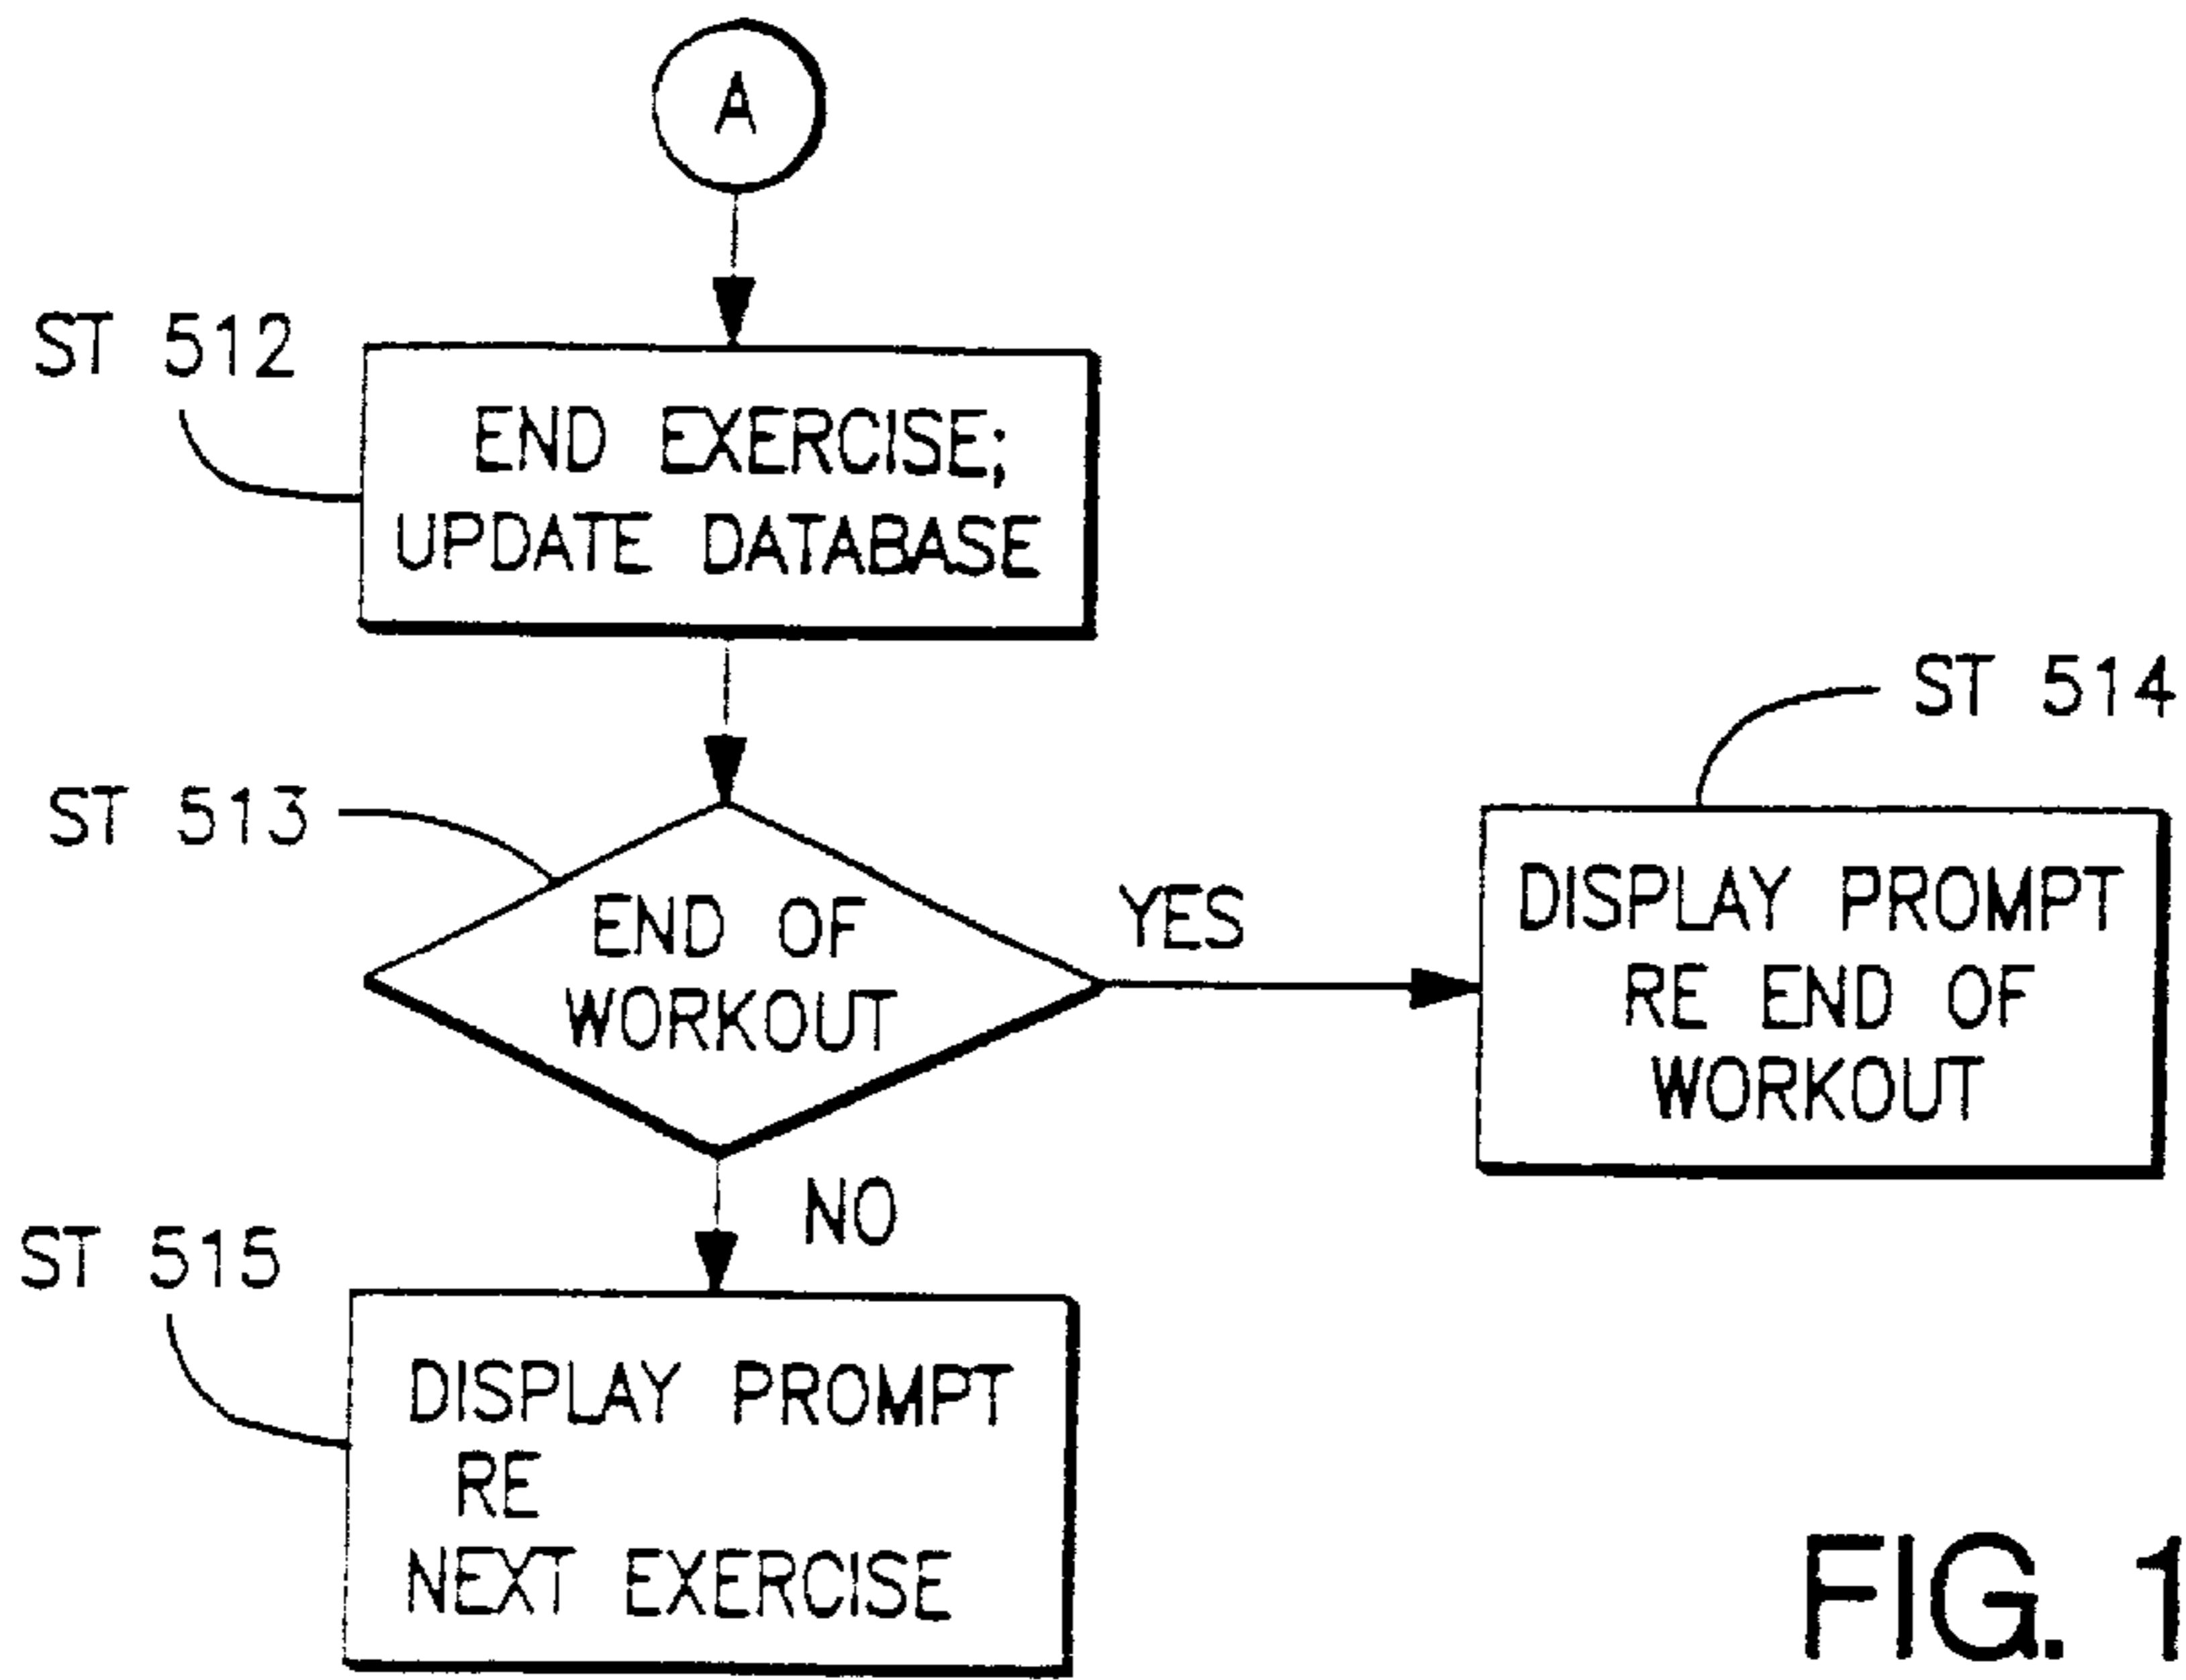 A
ST 512
END EXERCISE;
UPDATE DATABASE
ST 514
ST 513
END OF
WORKOUT
YES
DISPLAY PROMPT
RE END OF
WORKOUT
NO
ST 515
DISPLAY PROMPT
RE
NEXT EXERCISE
FIG. 1